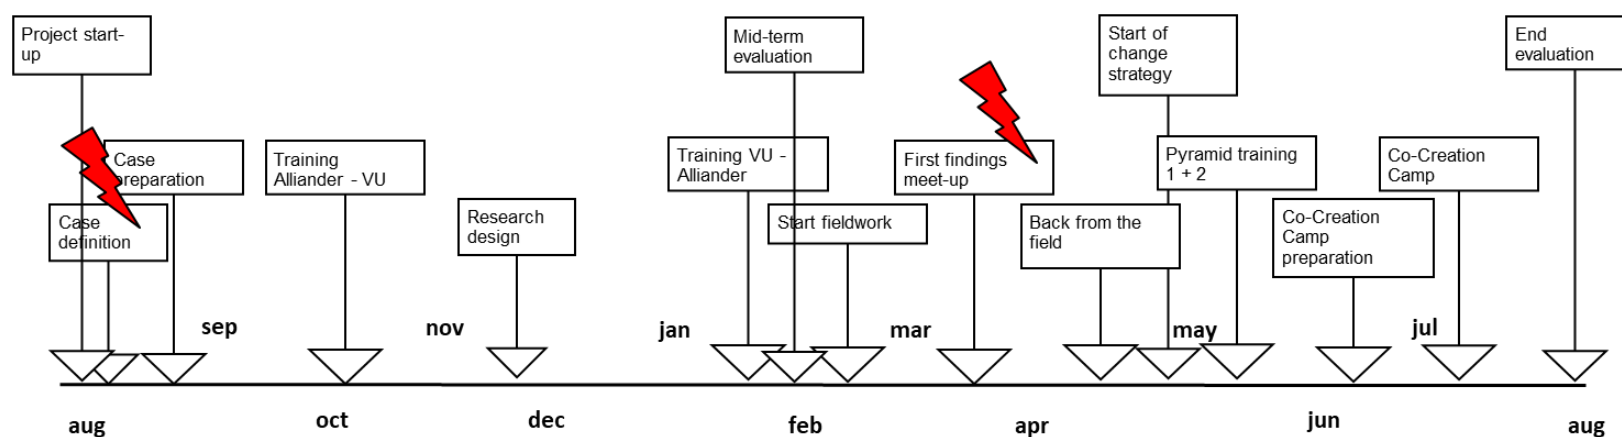 Project start-
up
Mid-term
evaluation
Start of
change
strategy
End
evaluation
Case
preparation
Training
Alliander - VU
Training VU -
Alliander
First findings
meet-up
Pyramid training
1 + 2
Co-Creation
Camp
Case
definition
Research
design
Start fieldwork
Back from the
field
Co-Creation
Camp
preparation
sep
nov
jan
mar
may
jul
aug
oct
dec
feb
apr
jun
aug